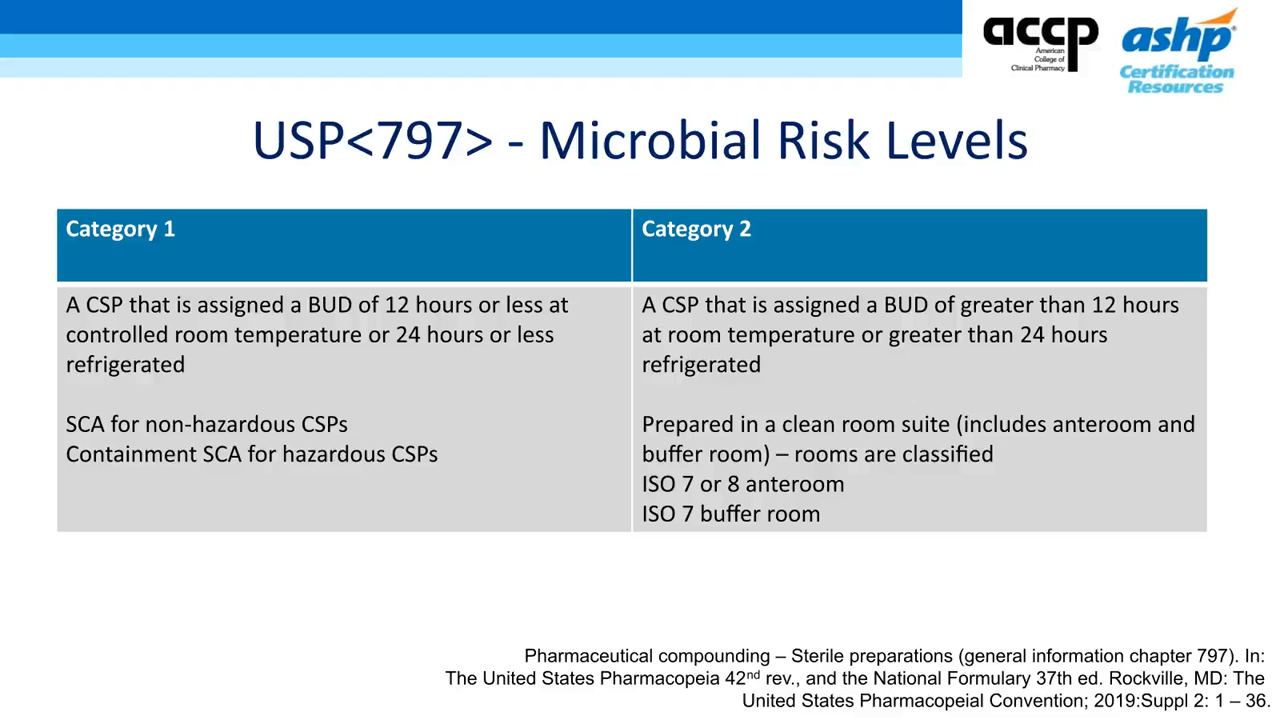 accp
American
College of
Clinical Pharmacy
ashp®
Certification
Resources
USP<797> - Microbial Risk Levels
Category 1
A CSP that is assigned a BUD of 12 hours or less at
controlled room temperature or 24 hours or less
refrigerated
SCA for non-hazardous CSPs
Containment SCA for hazardous CSPs
Category 2
A CSP that is assigned a BUD of greater than 12 hours
at room temperature or greater than 24 hours
refrigerated
Prepared in a clean room suite (includes anteroom and
buffer room) – rooms are classified
ISO 7 or 8 anteroom
ISO 7 buffer room
Pharmaceutical compounding – Sterile preparations (general information chapter 797). In:
The United States Pharmacopeia 42nd rev., and the National Formulary 37th ed. Rockville, MD: The
United States Pharmacopeial Convention; 2019:Suppl 2: 1 – 36.